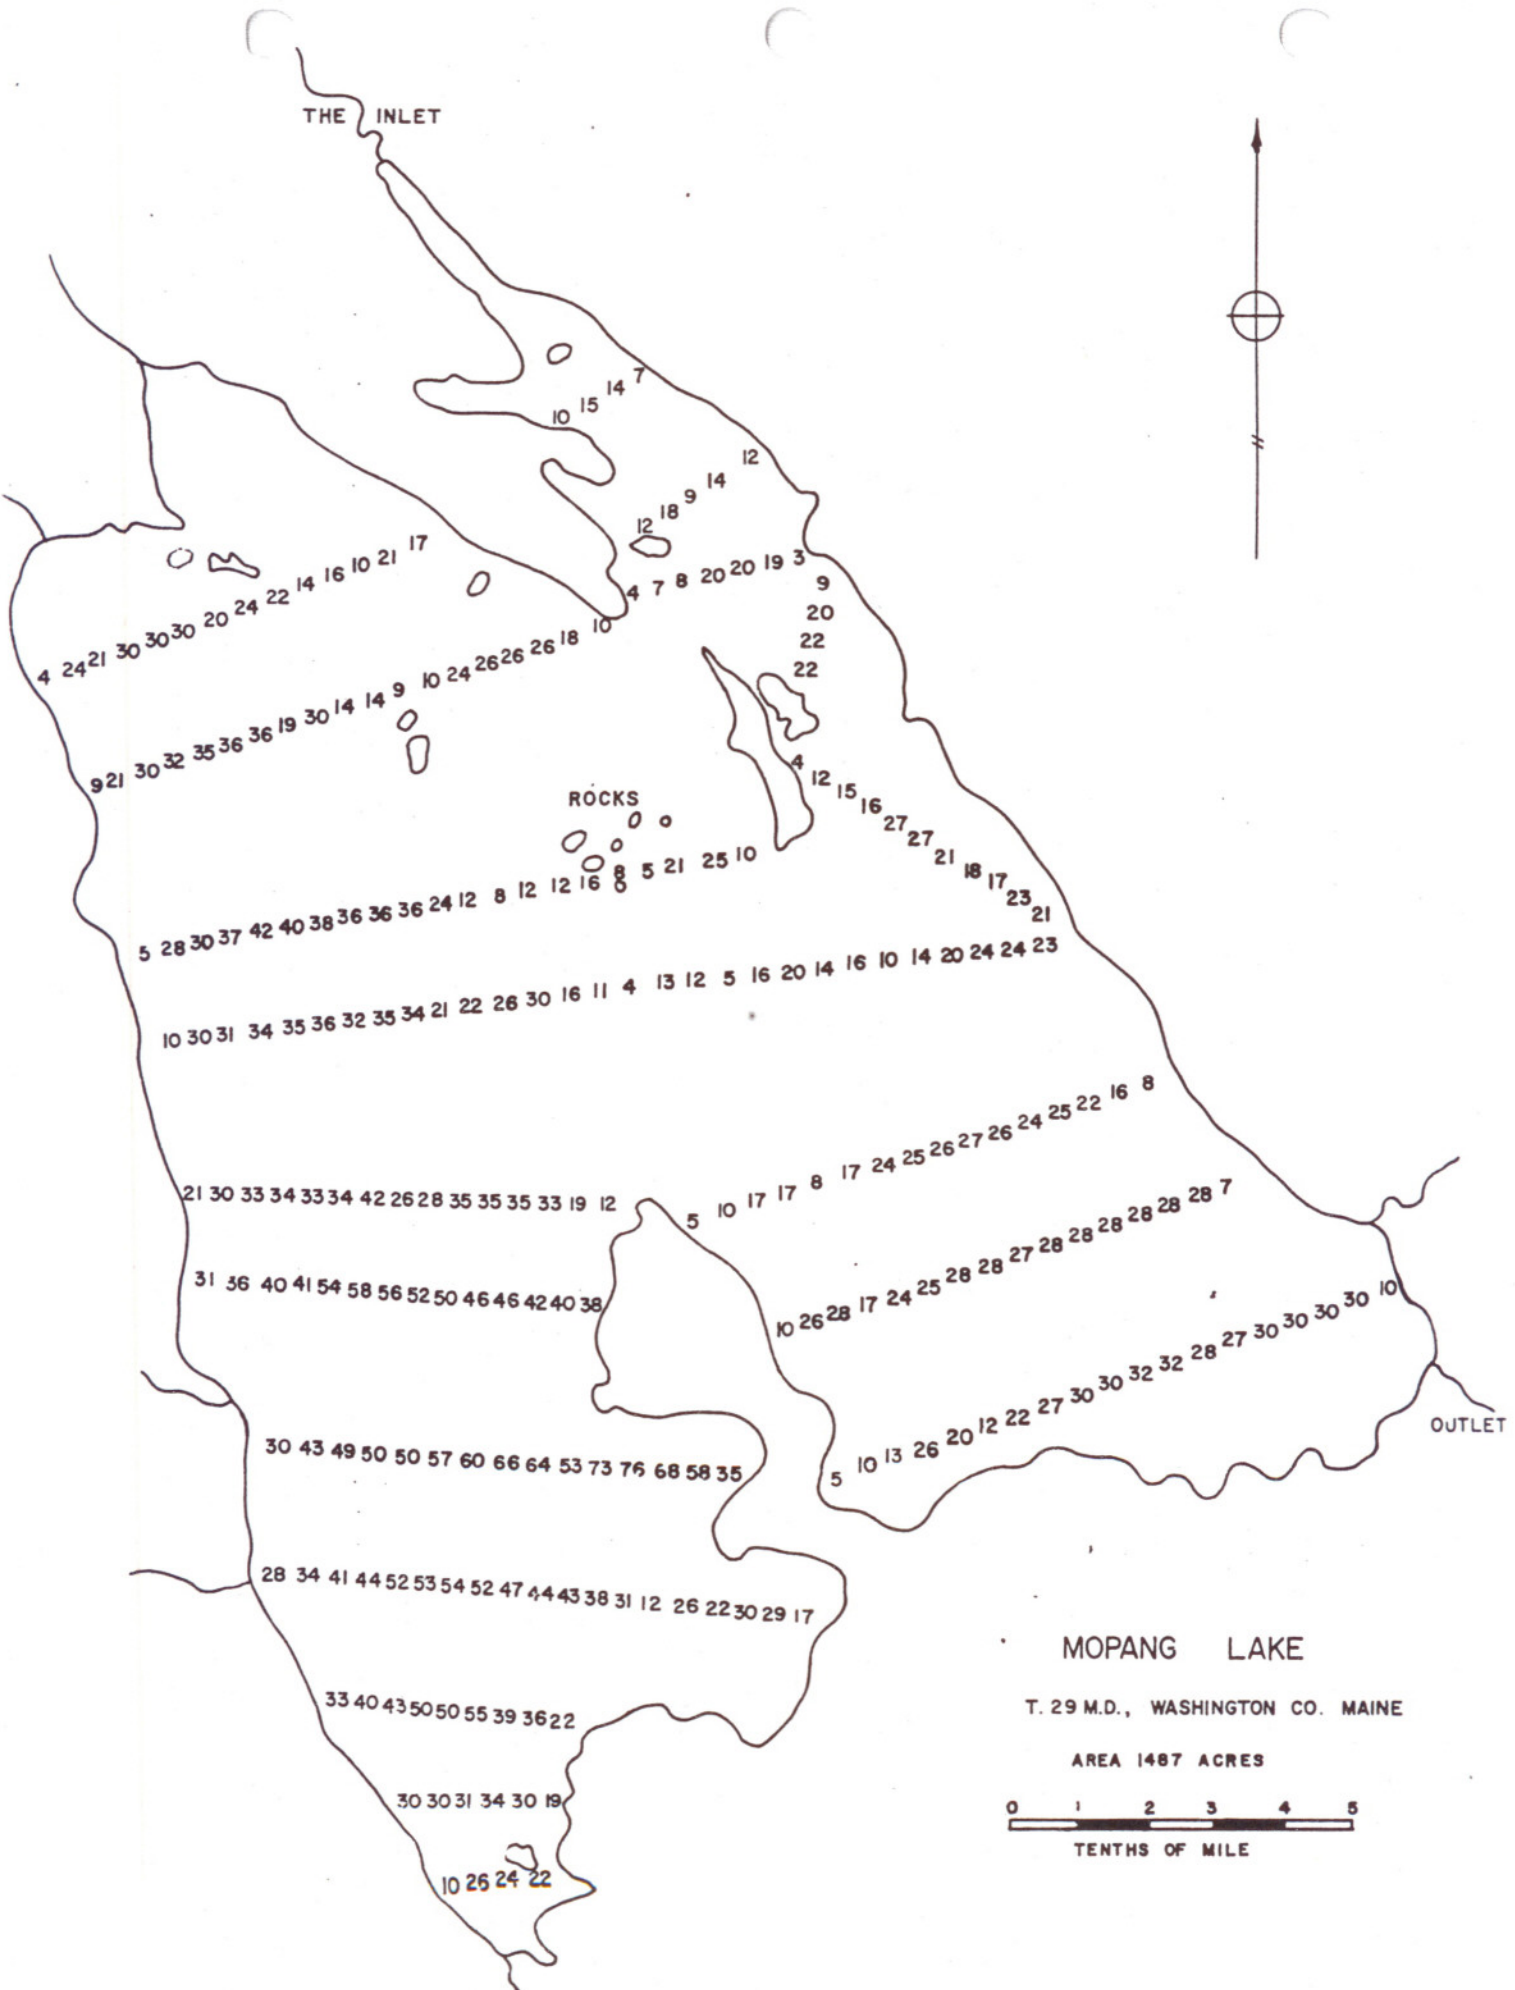 THE INLET
7
14
15
10
12
14
9
18
12
4 7 8 20 20 19 3
9
20
22
22
4 24 21 30 30 30 20 24 22 14 16 10 21 17
9 21 30 32 35 36 36 19 30 14 14 9 10 24 26 26 26 18 10
4 12 15 16 27 27 21 18 17 23 21
ROCKS
5 28 30 37 42 40 38 36 36 36 24 12 8 12 12 16 8 5 21 25 10
10 30 31 34 35 36 32 35 34 21 22 26 30 16 11 4 13 12 5 16 20 14 16 10 14 20 24 24 23
5 10 17 17 8 17 24 25 26 27 26 24 25 22 16 8
21 30 33 34 33 34 42 26 28 35 35 35 33 19 12
10 26 28 17 24 25 28 28 27 28 28 28 28 28 28 7
31 36 40 41 54 58 56 52 50 46 46 42 40 38
5 10 13 26 20 12 22 27 30 30 32 32 28 27 30 30 30 30 10
OUTLET
30 43 49 50 50 57 60 66 64 53 73 76 68 58 35
28 34 41 44 52 53 54 52 47 44 43 38 31 12 26 22 30 29 17
33 40 43 50 50 55 39 36 22
30 30 31 34 30 19
10 26 24 22
MOPANG LAKE
T. 29 M.D., WASHINGTON CO. MAINE
AREA 1487 ACRES
0 1 2 3 4 5
TENTHS OF MILE